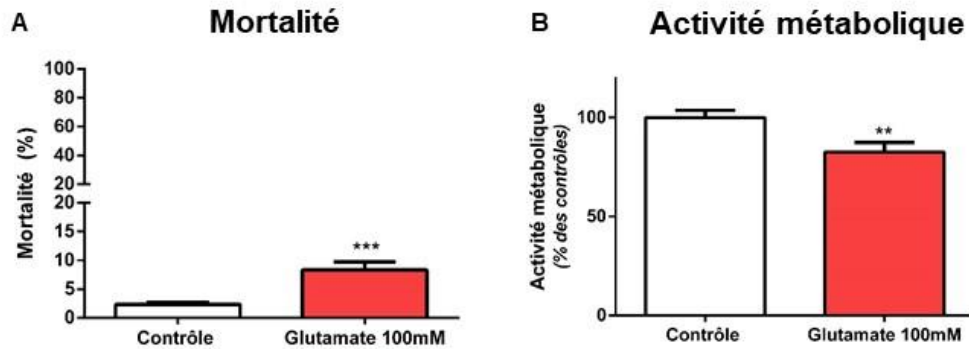 A
Mortalité
Mortalité (%)
100
80
60
40
20
20
15
10
5
0
***
Contrôle
Glutamate 100mM
B
Activité métabolique
Activité métabolique
(% des contrôles)
100
50
0
**
Contrôle
Glutamate 100mM